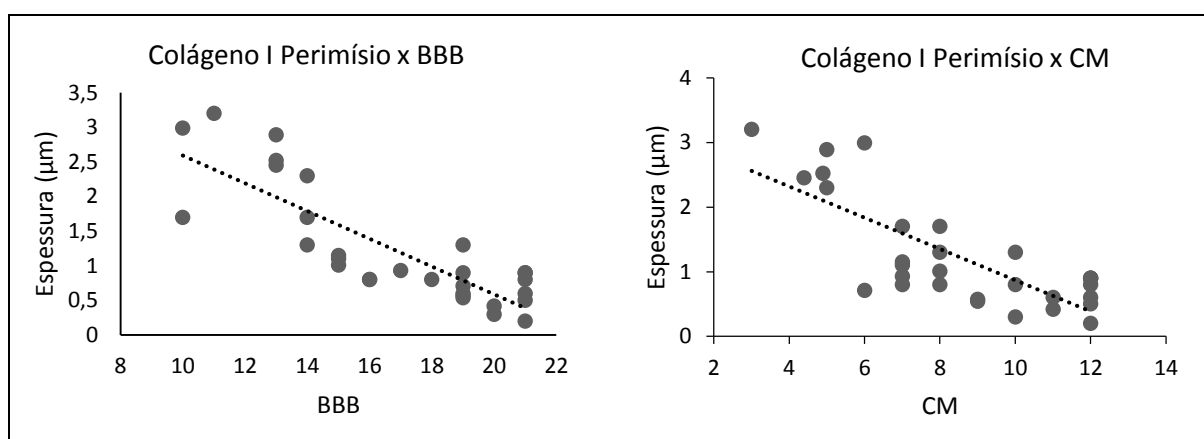 Colágeno I Perimísio x BBB
3,5
3
2,5
2
1,5
1
0,5
0
Espessura (µm)
8 10 12 14 16 18 20 22
BBB
Colágeno I Perimísio x CM
4
3
2
1
0
Espessura (µm)
2 4 6 8 10 12 14
CM